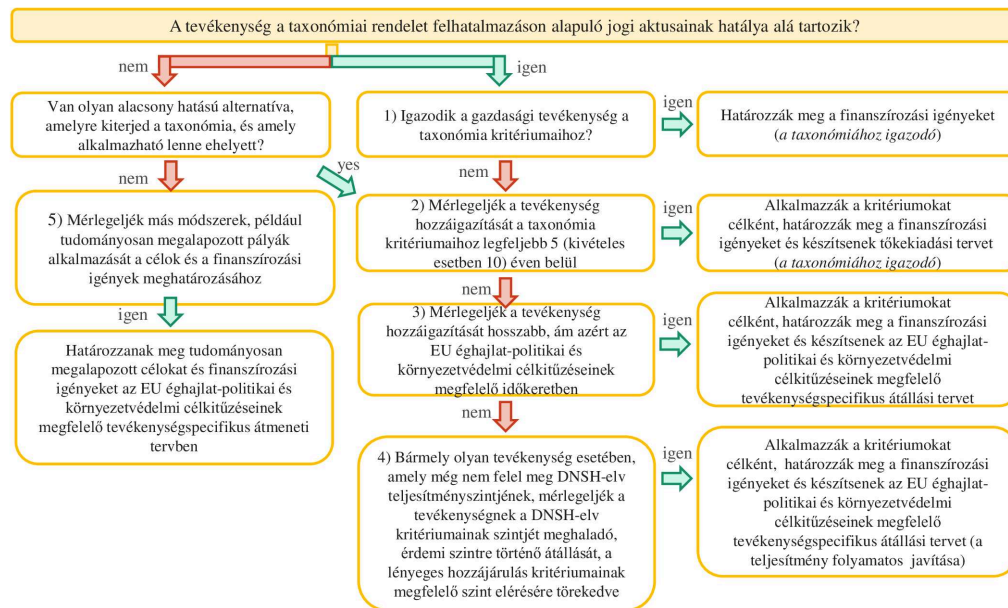 A tevékenység a taxonómiai rendelet felhatalmazáson alapuló jogi aktusainak hatálya alá tartozik?
nem
igen
Van olyan alacsony hatású alternatíva,
amelyre kiterjed a taxonómia, és amely
alkalmazható lenne ehelyett?
1) Igazodik a gazdasági tevékenység a
taxonómia kritériumaihoz?
igen
Határozzák meg a finanszírozási igényeket
(a taxonómiához igazodó)
nem
yes
nem
5) Mérlegeljék más módszerek, például
tudományosan megalapozott pályák
alkalmazását a célok és a finanszírozási
igények meghatározásához
2) Mérlegeljék a tevékenység
hozzáigazítását a taxonómia
kritériumaihoz legfeljebb 5 (kivételes
esetben 10) éven belül
igen
Alkalmazzák a kritériumokat
célként, határozzák meg a finanszírozási
igényeket és készítsenek tőkekiadási tervet
(a taxonómiához igazodó)
igen
nem
Határozzanak meg tudományosan
megalapozott célokat és finanszírozási
igényeket az EU éghajlat-politikai és
környezetvédelmi célkitűzéseinek
megfelelő tevékenységspecifikus átmeneti
tervben
3) Mérlegeljék a tevékenység
hozzáigazítását hosszabb, ám azért az
EU éghajlat-politikai és
környezetvédelmi célkitűzéseinek
megfelelő időkeretben
igen
Alkalmazzák a kritériumokat
célként, határozzák meg a finanszírozási
igényeket és készítsenek az EU éghajlat-
politikai és környezetvédelmi
célkitűzéseinek megfelelő
tevékenységspecifikus átállási tervet
nem
4) Bármely olyan tevékenység esetében,
amely még nem felel meg DNSH-elv
teljesítményszintjének, mérlegeljék a
tevékenységnek a DNSH-elv
kritériumainak szintjét meghaladó,
érdemi szintre történő átállását, a
lényeges hozzájárulás kritériumainak
megfelelő szint elérésére törekedve
igen
Alkalmazzák a kritériumokat
célként, határozzák meg a finanszírozási
igényeket és készítsenek az EU éghajlat-
politikai és környezetvédelmi
célkitűzéseinek megfelelő
tevékenységspecifikus átállási tervet (a
teljesítmény folyamatos javítása)